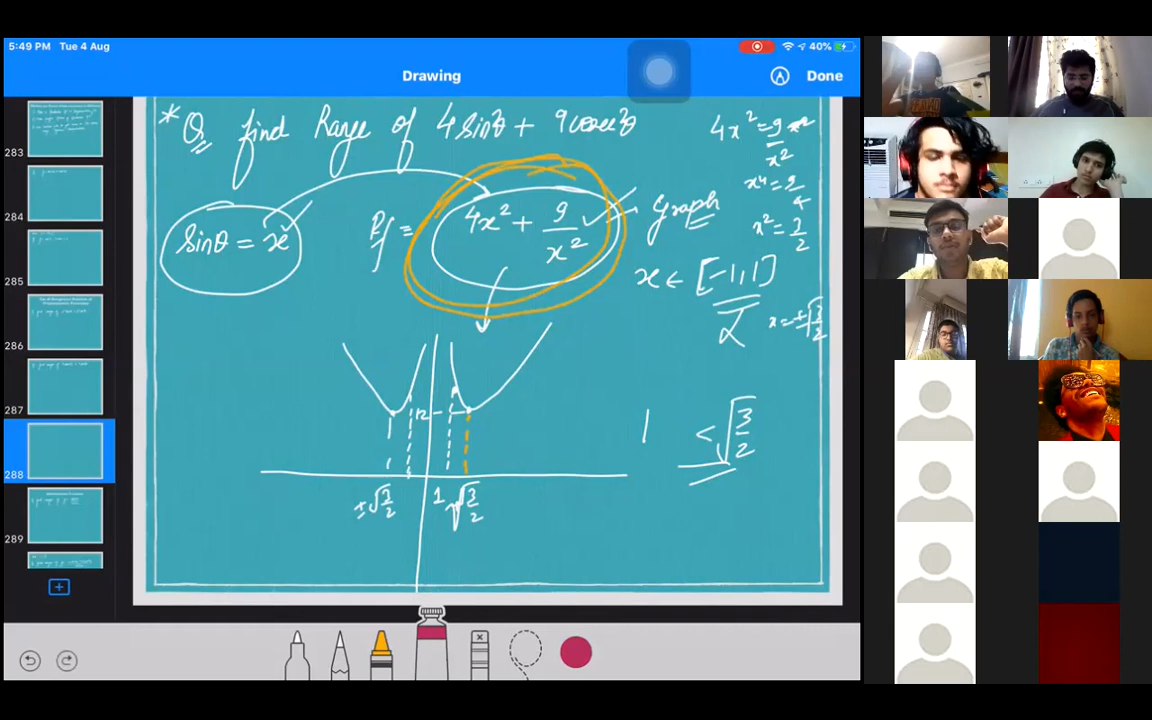 5:49 PM Tue 4 Aug
40%
Drawing
Done
283
284
285
286
287
288
289
*Q find Range of 4sin²θ + 9cosec²θ
sinθ = x
4x² + 9/x²
Graph
x ∈ [-1,1]
4x² = 9/x²
x⁴ = 9/4
x² = 3/2
x = ±√3/2
12
±√3/2
1
√3/2
1 < √3/2